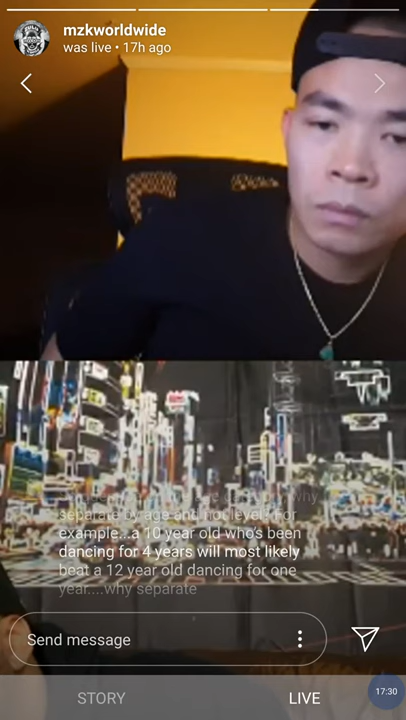 mzkworldwide
was live • 17h ago
why
separate by age and not level? For
example...a 10 year old who's been
dancing for 4 years will most likely
beat a 12 year old dancing for one
year....why separate
Send message
STORY
LIVE
17:30